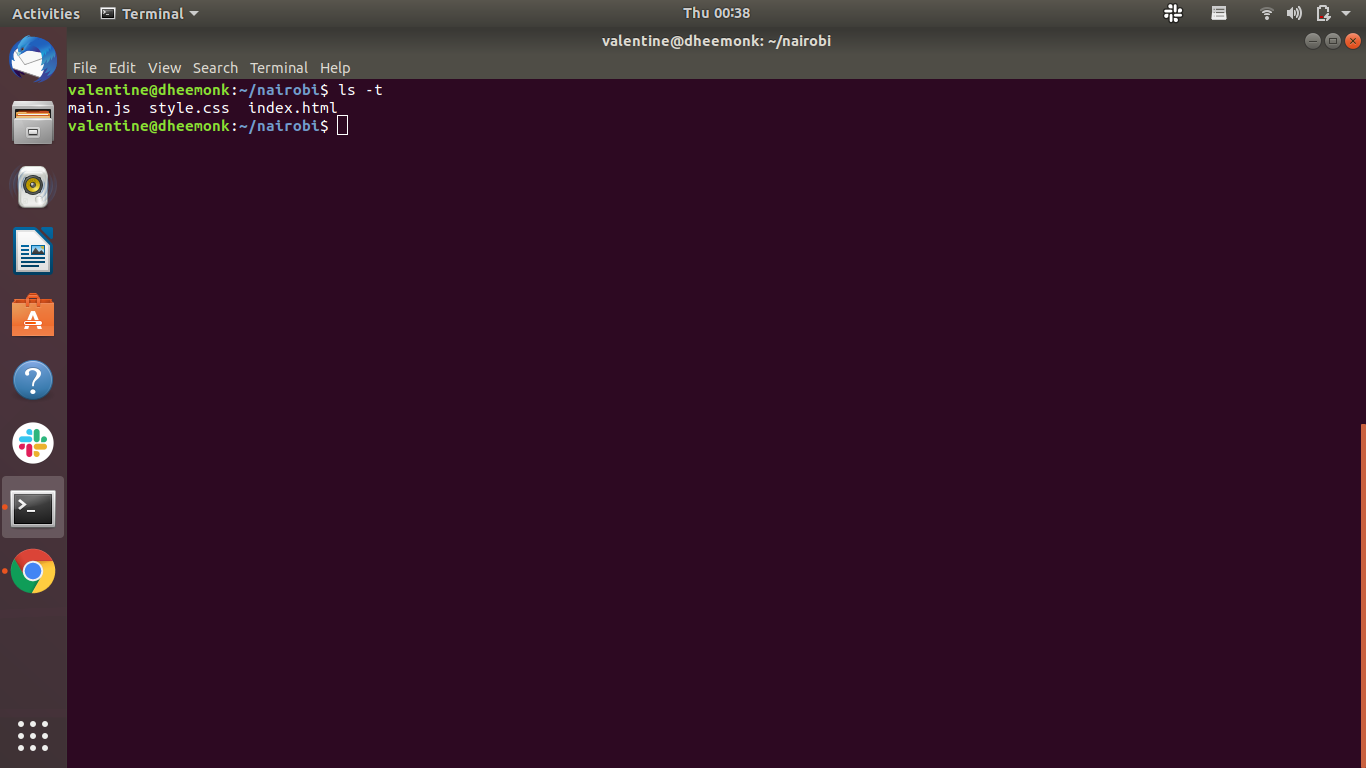 Activities Terminal Thu 00:38
valentine@dheemonk: ~/nairobi
File Edit View Search Terminal Help
valentine@dheemonk:~/nairobi$ ls -t
main.js  style.css  index.html
valentine@dheemonk:~/nairobi$